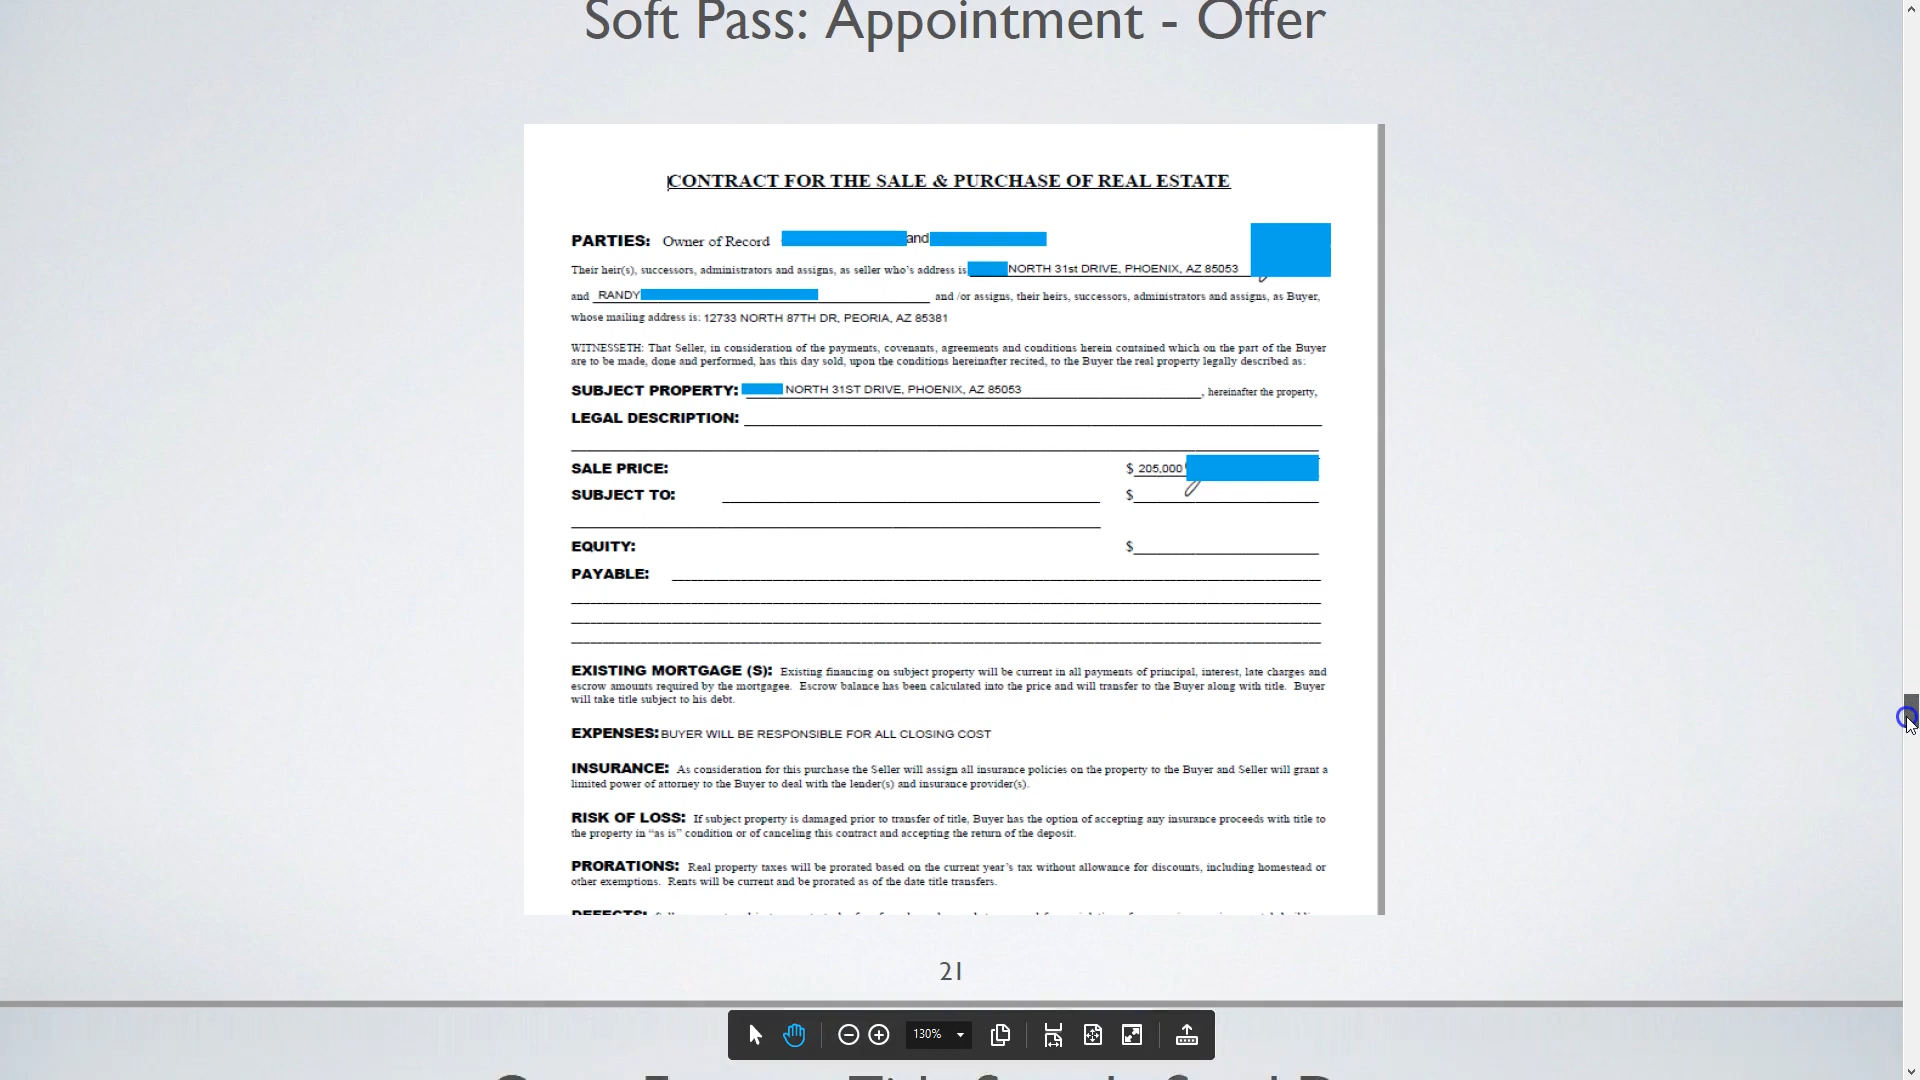 Soft Pass: Appointment - Offer
CONTRACT FOR THE SALE & PURCHASE OF REAL ESTATE
PARTIES: Owner of Record and
Their heir(s), successors, administrators and assigns, as seller who's address is NORTH 31st DRIVE, PHOENIX, AZ 85053
and RANDY and /or assigns, their heirs, successors, administrators and assigns, as Buyer,
whose mailing address is: 12733 NORTH 87TH DR, PEORIA, AZ 85381
WITNESSETH: That Seller, in consideration of the payments, covenants, agreements and conditions herein contained which on the part of the Buyer
are to be made, done and performed, has this day sold, upon the conditions hereinafter recited, to the Buyer the real property legally described as:
SUBJECT PROPERTY: NORTH 31ST DRIVE, PHOENIX, AZ 85053 , hereinafter the property,
LEGAL DESCRIPTION:
SALE PRICE: $ 205,000
SUBJECT TO: $
EQUITY: $
PAYABLE:
EXISTING MORTGAGE (S): Existing financing on subject property will be current in all payments of principal, interest, late charges and
escrow amounts required by the mortgagee. Escrow balance has been calculated into the price and will transfer to the Buyer along with title. Buyer
will take title subject to his debt.
EXPENSES: BUYER WILL BE RESPONSIBLE FOR ALL CLOSING COST
INSURANCE: As consideration for this purchase the Seller will assign all insurance policies on the property to the Buyer and Seller will grant a
limited power of attorney to the Buyer to deal with the lender(s) and insurance provider(s).
RISK OF LOSS: If subject property is damaged prior to transfer of title, Buyer has the option of accepting any insurance proceeds with title to
the property in “as is” condition or of canceling this contract and accepting the return of the deposit.
PRORATIONS: Real property taxes will be prorated based on the current year's tax without allowance for discounts, including homestead or
other exemptions. Rents will be current and be prorated as of the date title transfers.
DEFECTS:
21
130%